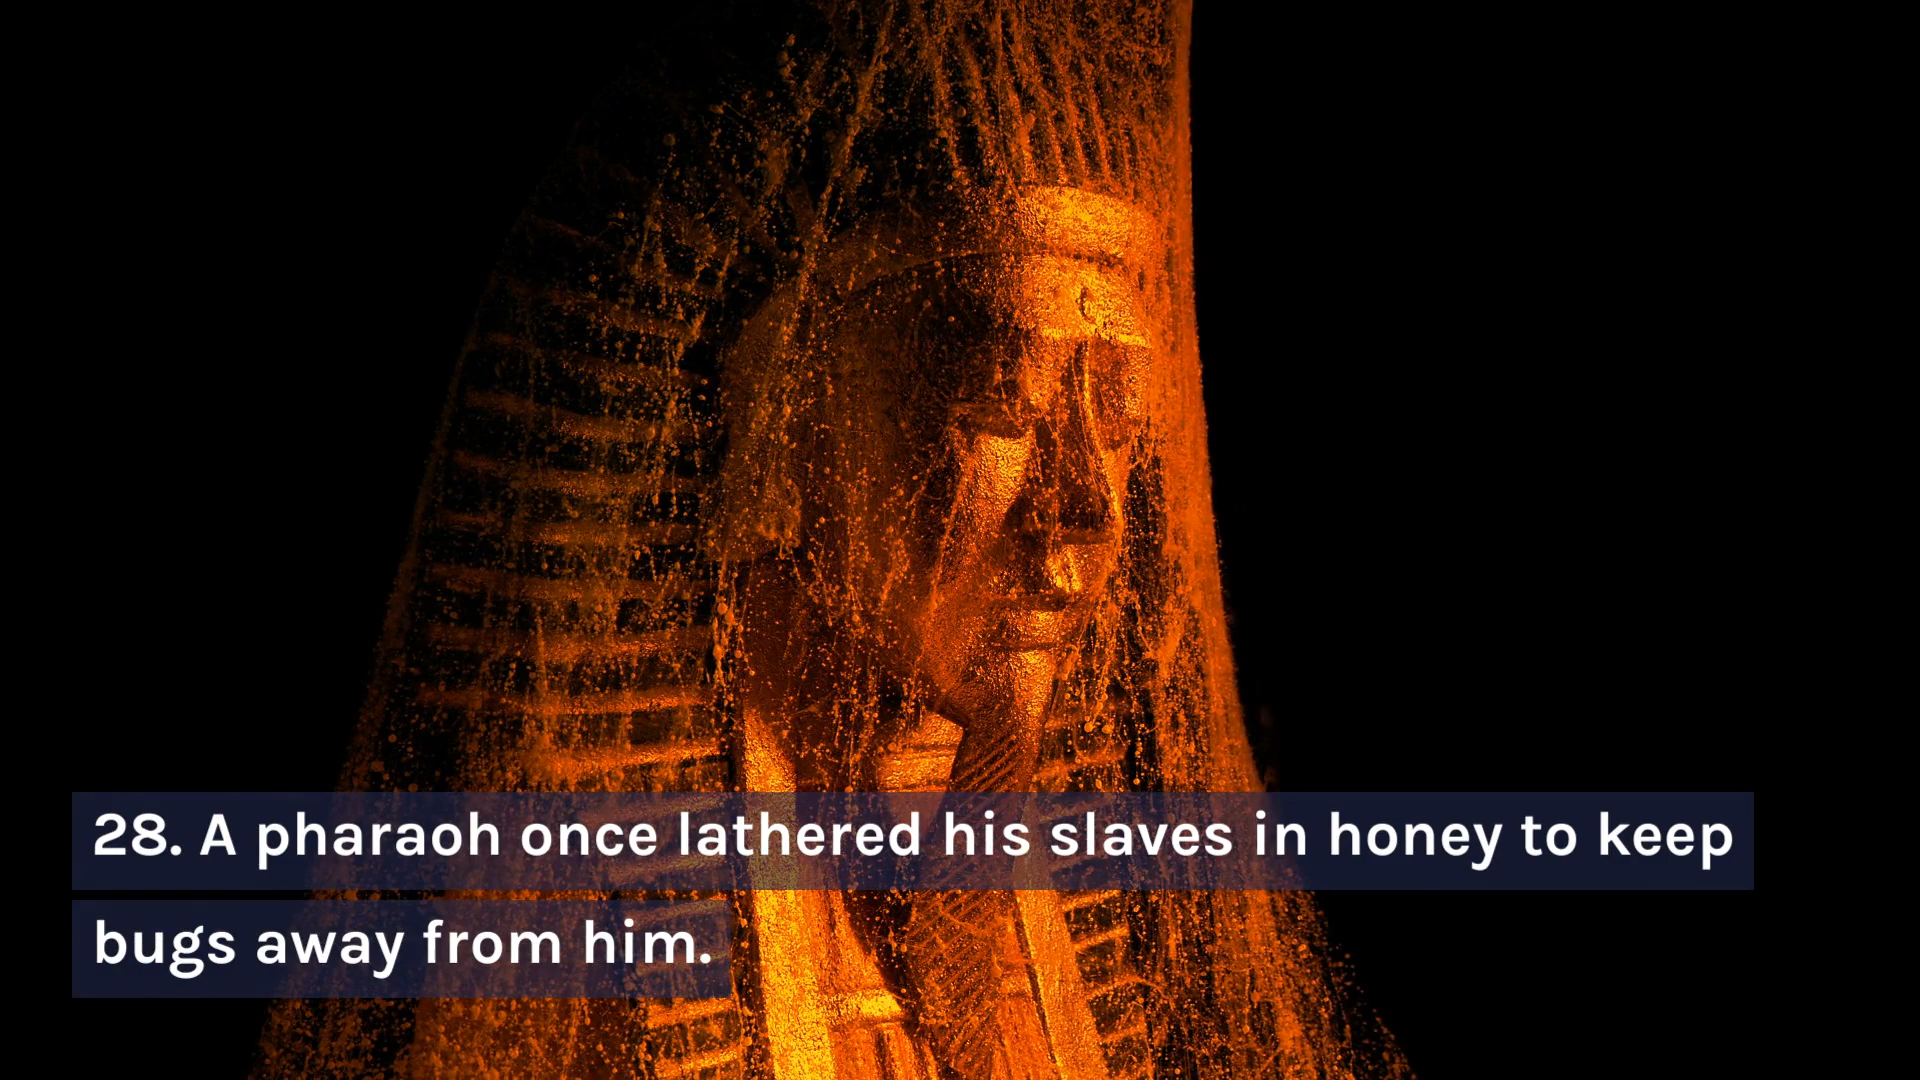 28. A pharaoh once lathered his slaves in honey to keep
bugs away from him.